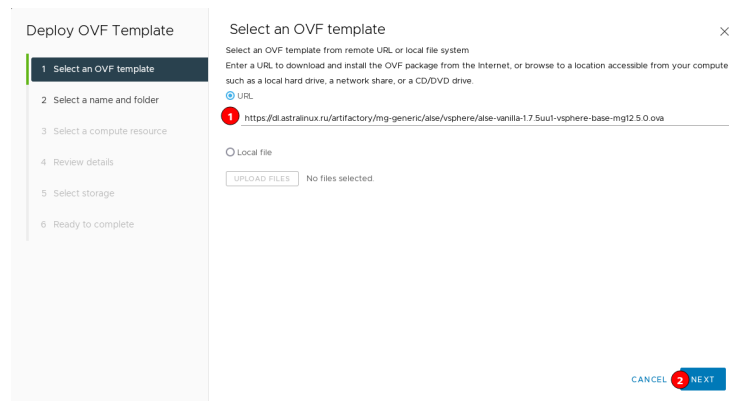 Deploy OVF Template
1 Select an OVF template
2 Select a name and folder
3 Select a compute resource
4 Review details
5 Select storage
6 Ready to complete
Select an OVF template
Select an OVF template from remote URL or local file system
Enter a URL to download and install the OVF package from the Internet, or browse to a location accessible from your compute
such as a local hard drive, a network share, or a CD/DVD drive.
URL
1 https://dl.astralinux.ru/artifactory/mg-generic/alse/vsphere/alse-vanilla-1.7.5uu1-vsphere-base-mg12.5.0.ova
Local file
UPLOAD FILES No files selected.
CANCEL 2 NEXT